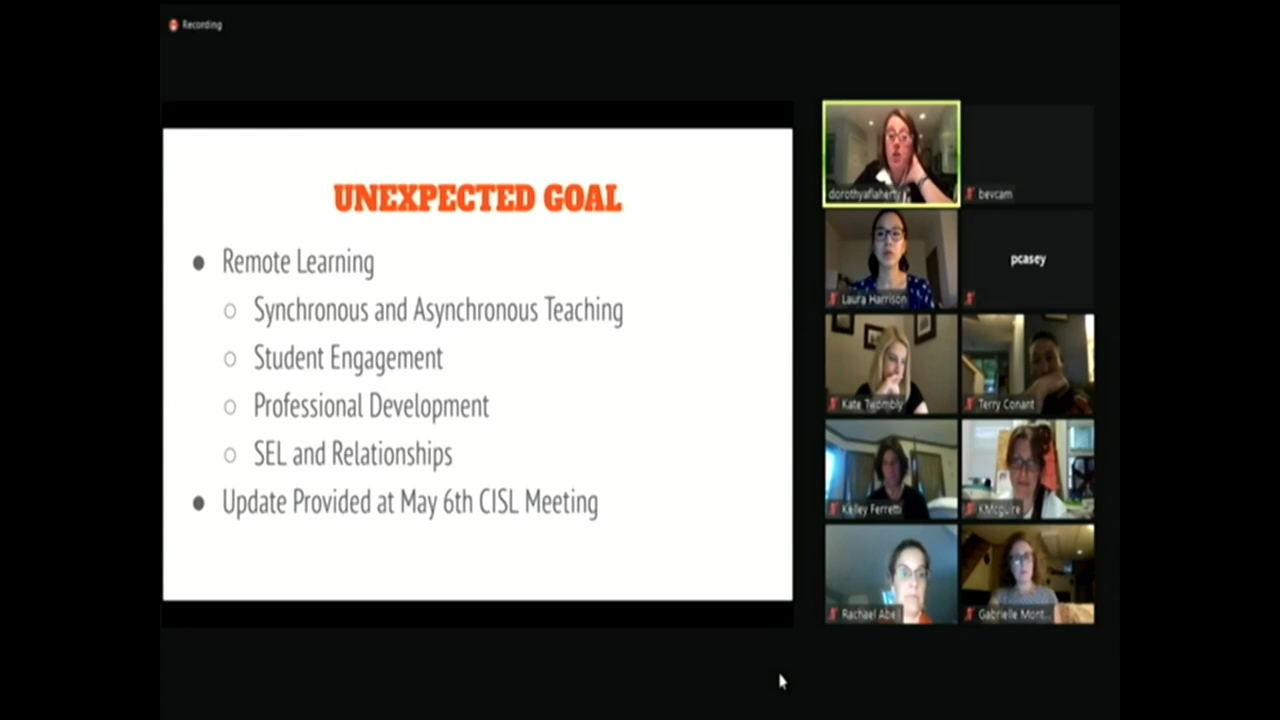 Recording
UNEXPECTED GOAL
● Remote Learning
○ Synchronous and Asynchronous Teaching
○ Student Engagement
○ Professional Development
○ SEL and Relationships
● Update Provided at May 6th CISL Meeting
dorothyaflaherty
bevcam
Laura Harrison
pcasey
Kate Twombly
Terry Conant
Kelley Ferretti
KMcguire
Rachael Abe
Gabrielle Mont...